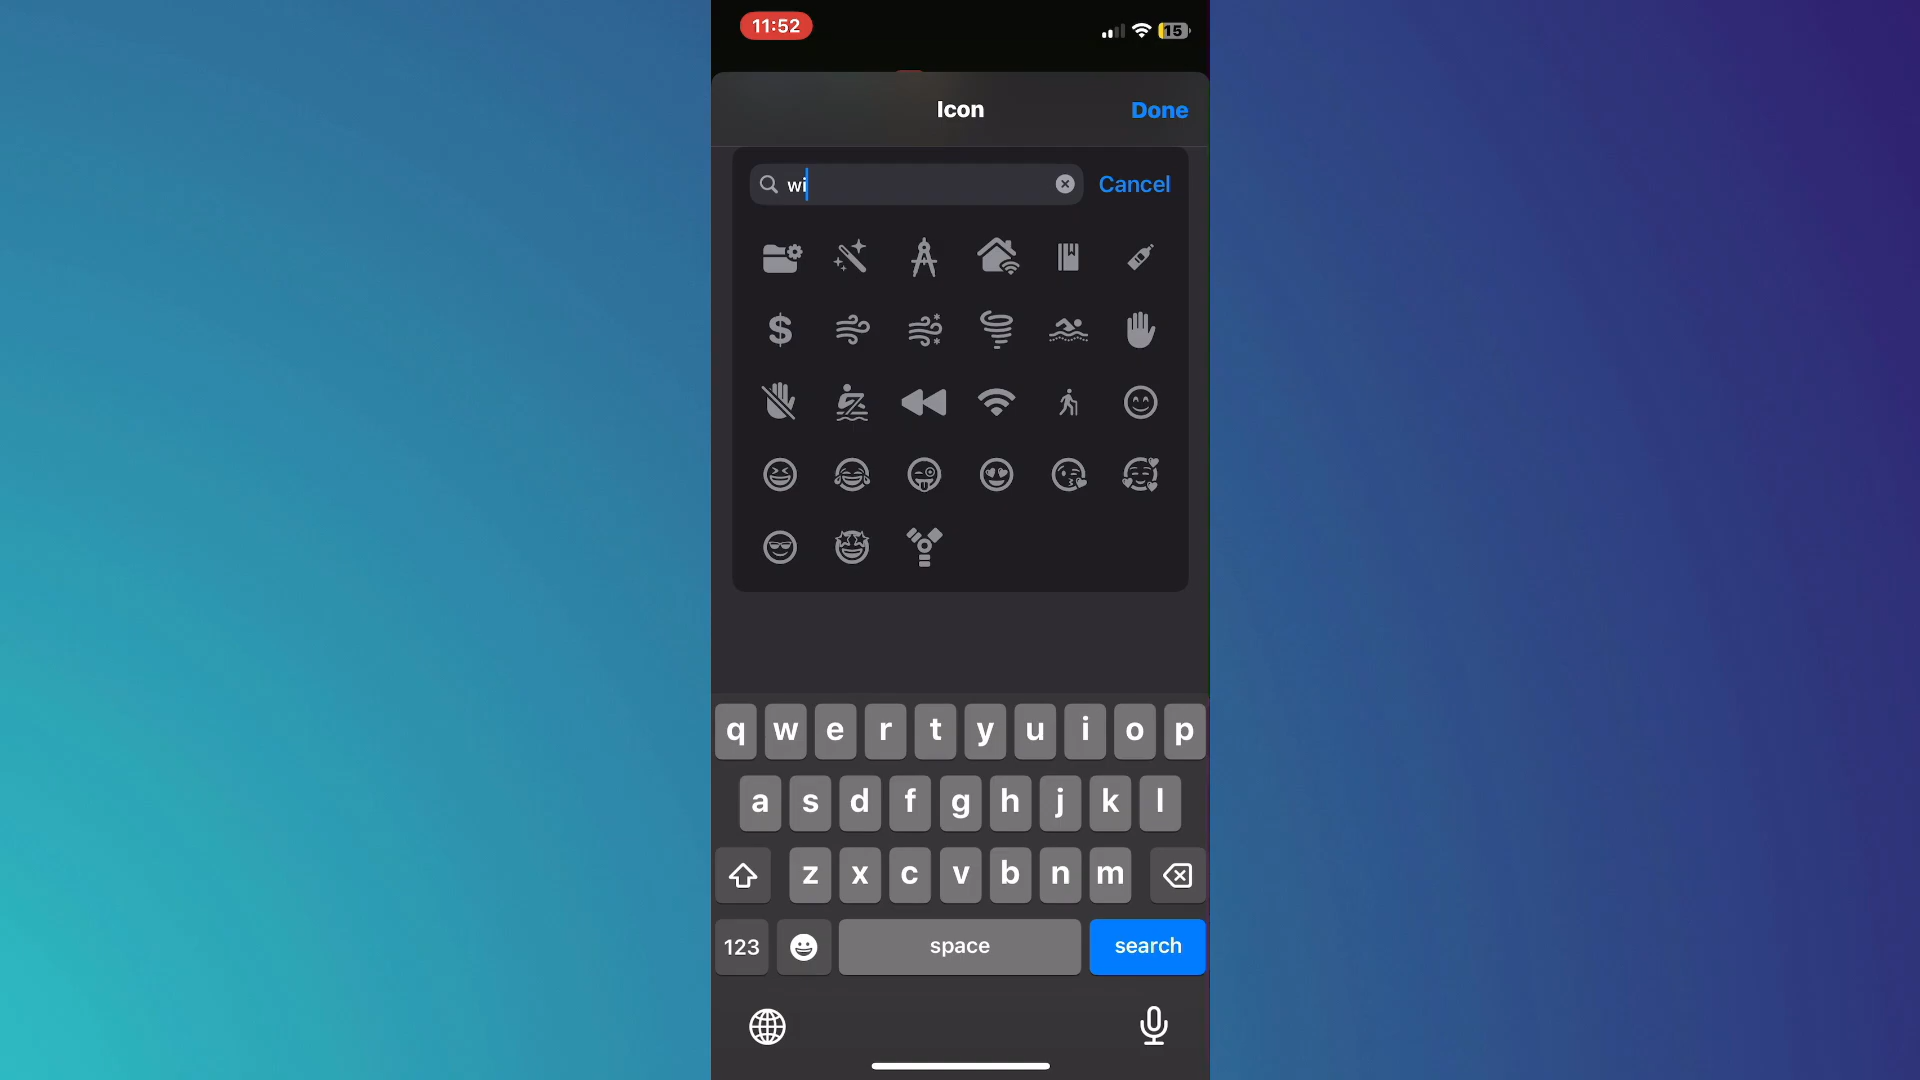 11:52
15
Icon
Done
wi
Cancel
$
q w e r t y u i o p
a s d f g h j k l
z x c v b n m
123
space
search